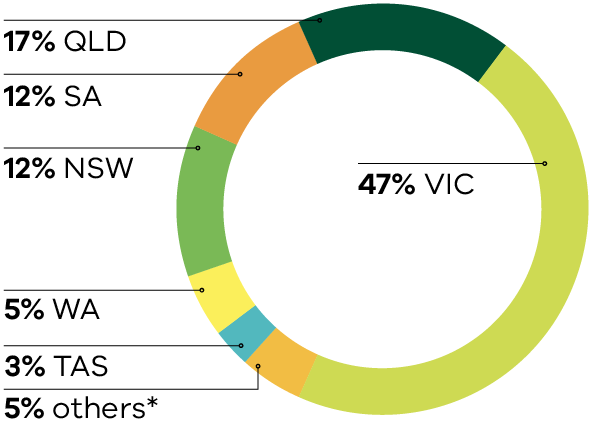 17% QLD
12% SA
12% NSW
47% VIC
5% WA
3% TAS
5% others*